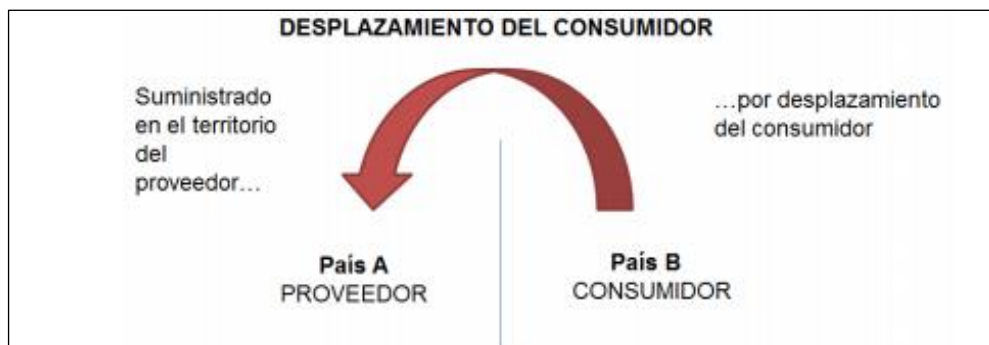 DESPLAZAMIENTO DEL CONSUMIDOR
Suministrado
en el territorio
del
proveedor…
…por desplazamiento
del consumidor
País A
PROVEEDOR
País B
CONSUMIDOR